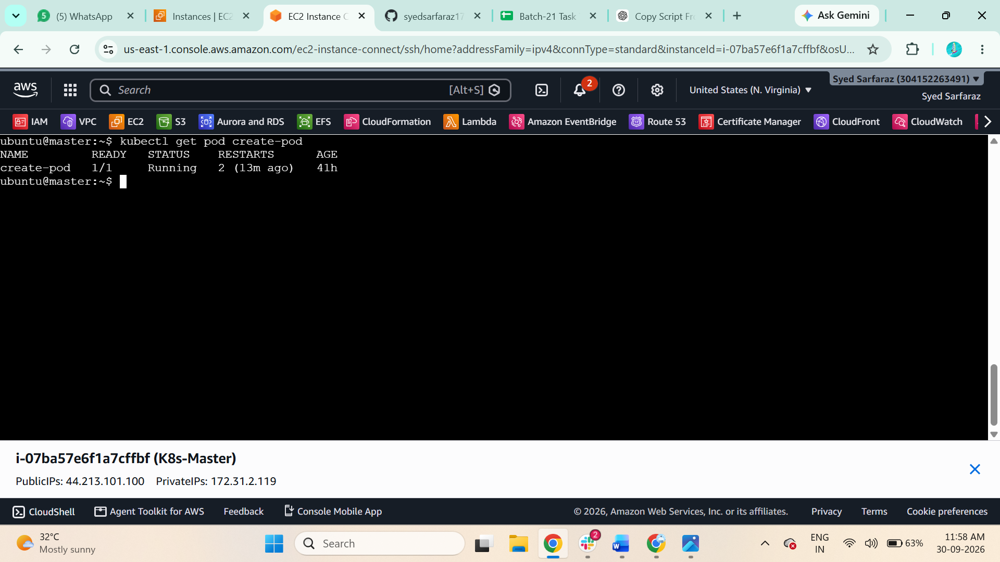 (5) WhatsApp
Instances | EC2
EC2 Instance C
syedsarfaraz17
Batch-21 Task
Copy Script Fro
Ask Gemini
us-east-1.console.aws.amazon.com/ec2-instance-connect/ssh/home?addressFamily=ipv4&connType=standard&instanceId=i-07ba57e6f1a7cffbf&osU...
aws
Search
[Alt+S]
2
United States (N. Virginia)
Syed Sarfaraz (304152263491)
Syed Sarfaraz
IAM
VPC
EC2
S3
Aurora and RDS
EFS
CloudFormation
Lambda
Amazon EventBridge
Route 53
Certificate Manager
CloudFront
CloudWatch
ubuntu@master:~$ kubectl get pod create-pod
NAME READY STATUS RESTARTS AGE
create-pod 1/1 Running 2 (13m ago) 41h
ubuntu@master:~$
i-07ba57e6f1a7cffbf (K8s-Master)
PublicIPs: 44.213.101.100 PrivateIPs: 172.31.2.119
CloudShell
Agent Toolkit for AWS
Feedback
Console Mobile App
© 2026, Amazon Web Services, Inc. or its affiliates.
Privacy
Terms
Cookie preferences
32°C
Mostly sunny
Search
2
ENG
IN
63%
11:58 AM
30-09-2026